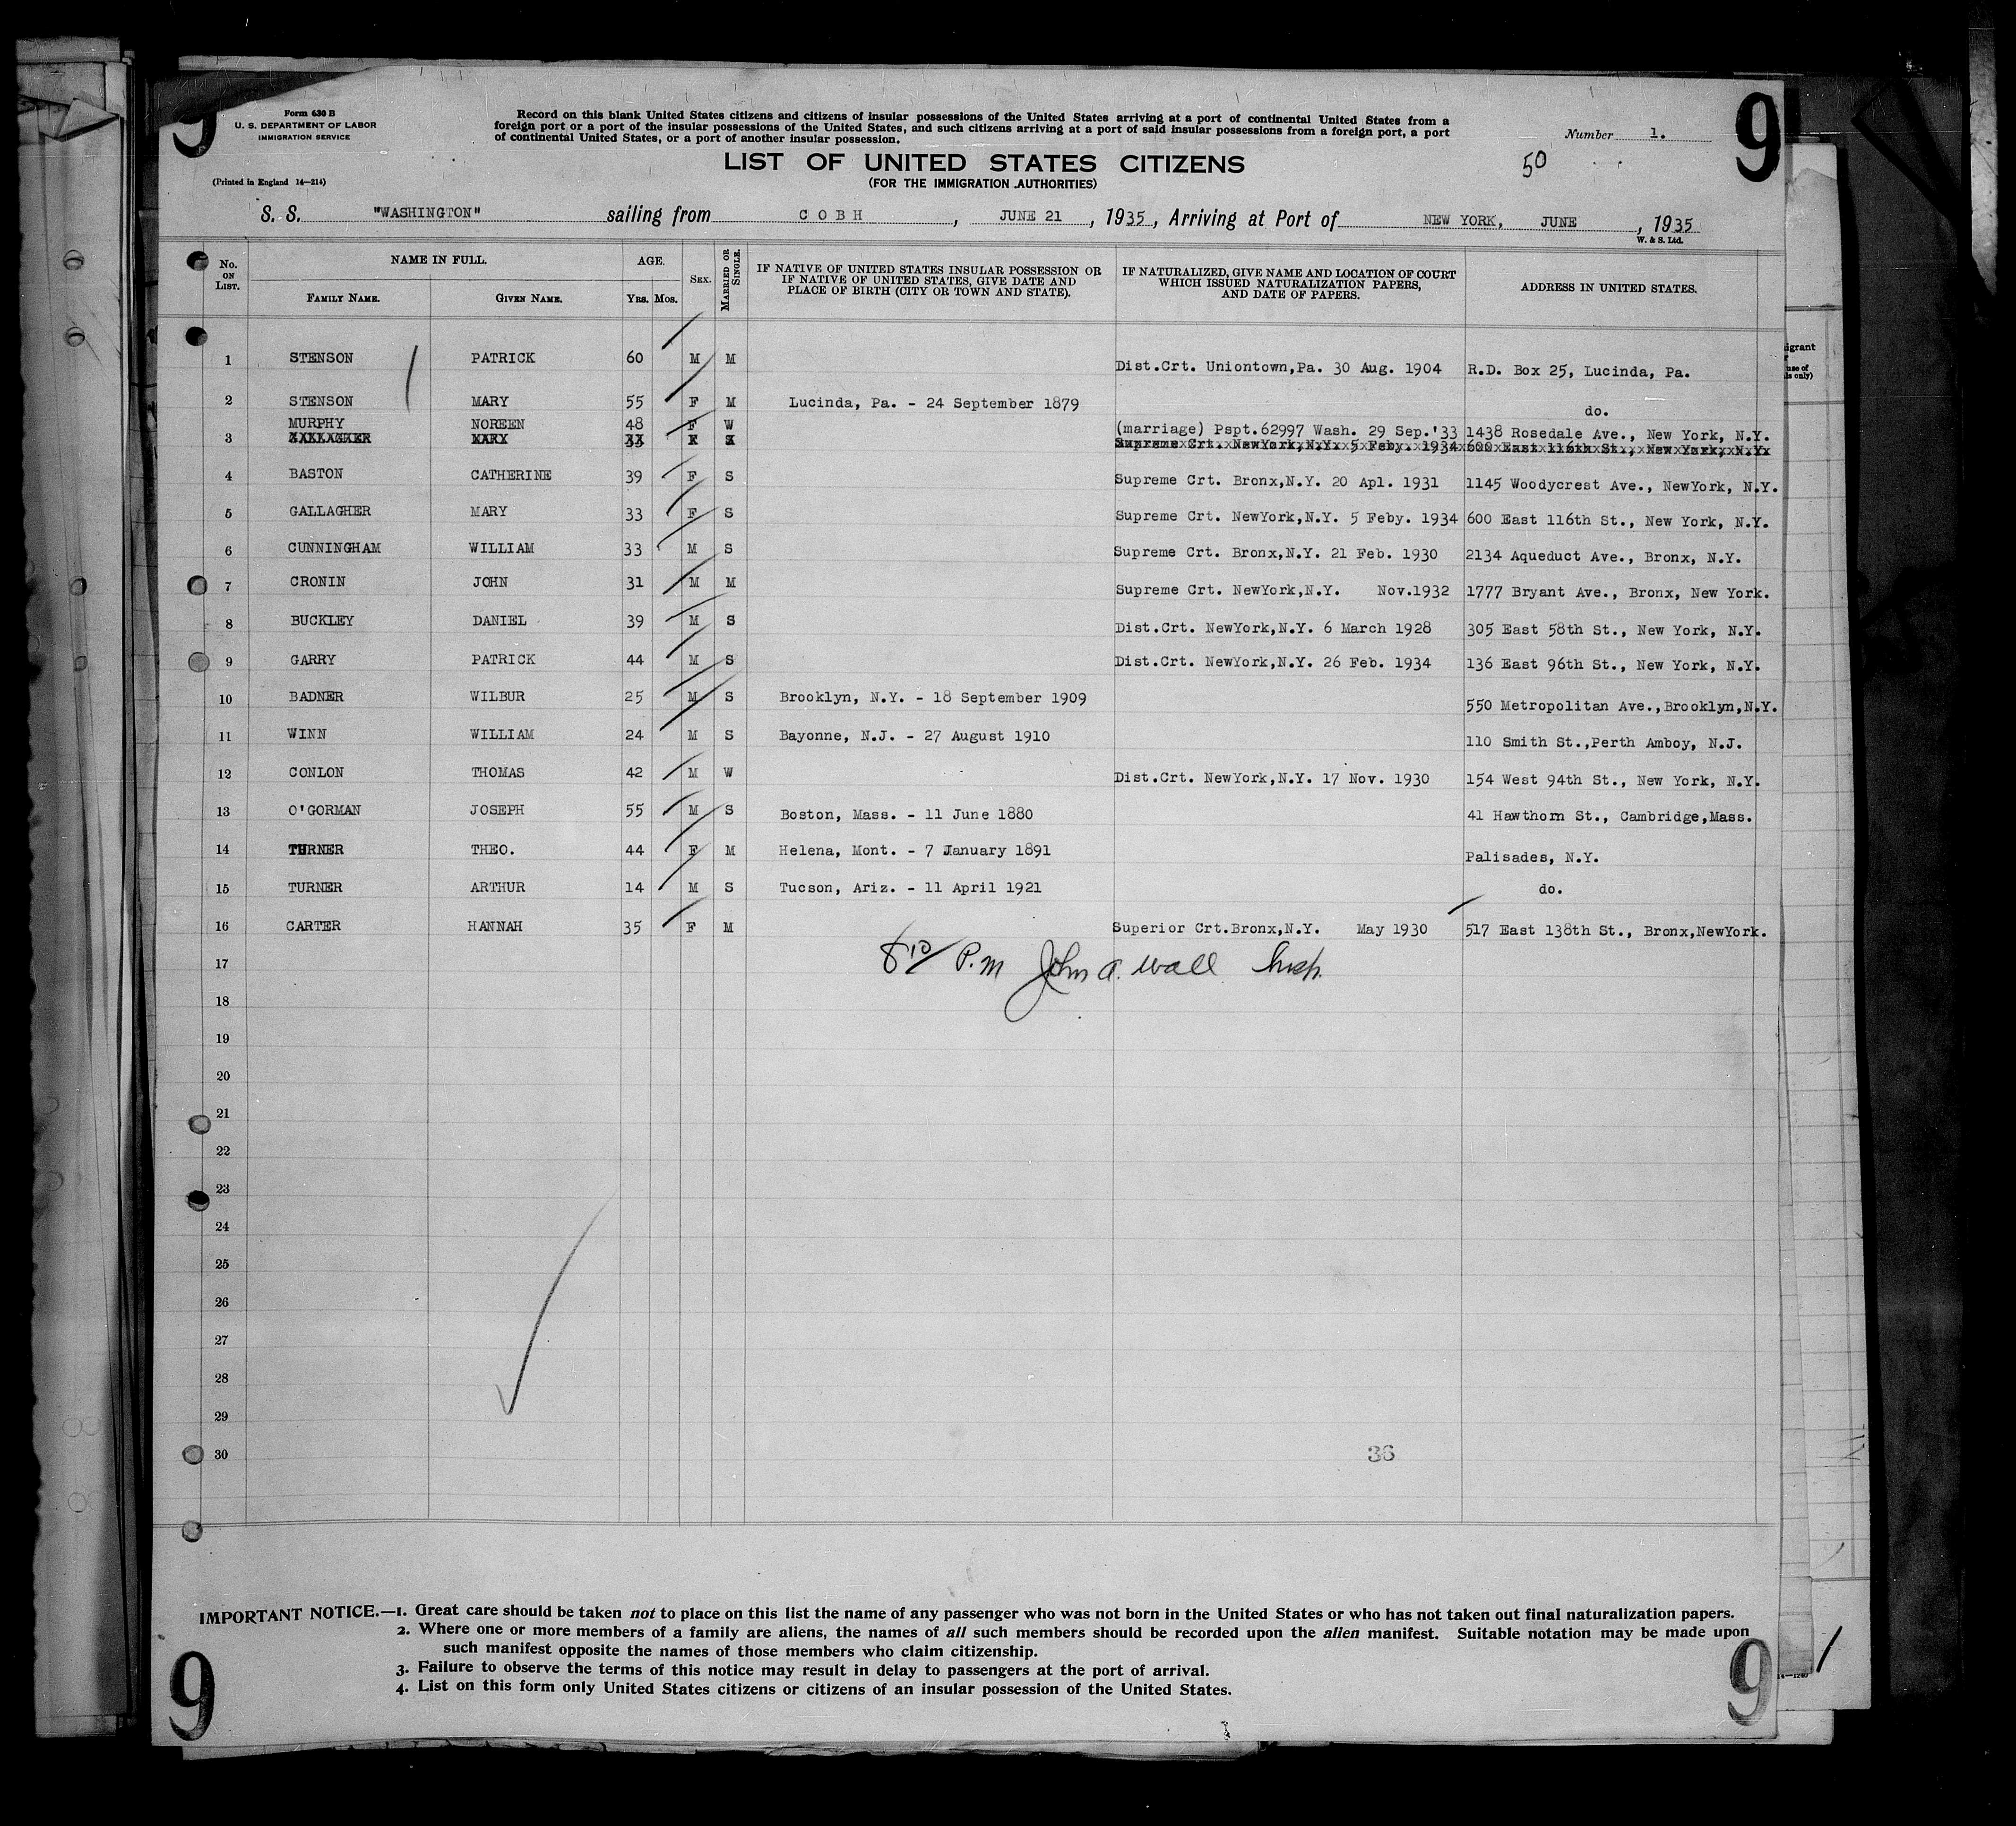 9 9
Form 630 B
U. S. DEPARTMENT OF LABOR
IMMIGRATION SERVICE
(Printed in England 14—214)
Record on this blank United States citizens and citizens of insular possessions of the United States arriving at a port of continental United States from a
foreign port or a port of the insular possessions of the United States, and such citizens arriving at a port of said insular possessions from a foreign port, a port
of continental United States, or a port of another insular possession.
Number 1.
LIST OF UNITED STATES CITIZENS
(FOR THE IMMIGRATION AUTHORITIES)
50
S. S. "WASHINGTON" sailing from COBH, JUNE 21, 1935, Arriving at Port of NEW YORK, JUNE, 1935
W. & S. Ltd.
No. ON LIST. NAME IN FULL. FAMILY NAME. GIVEN NAME. AGE. YRS. MOS. SEX. MARRIED OR SINGLE. IF NATIVE OF UNITED STATES INSULAR POSSESSION OR IF NATIVE OF UNITED STATES, GIVE DATE AND PLACE OF BIRTH (CITY OR TOWN AND STATE). IF NATURALIZED, GIVE NAME AND LOCATION OF COURT WHICH ISSUED NATURALIZATION PAPERS, AND DATE OF PAPERS. ADDRESS IN UNITED STATES.
1 STENSON PATRICK 60 M M Dist.Crt. Uniontown,Pa. 30 Aug. 1904 R.D. Box 25, Lucinda, Pa.
2 STENSON MARY 55 F M Lucinda, Pa. - 24 September 1879 do.
MURPHY NOREEN 48 F W (marriage) Pspt.62997 Wash. 29 Sep.'33 1438 Rosedale Ave., New York, N.Y.
3 MARY 33 Supreme Crt. NewYork,N.Y. 5 Feby. 1934 600 East 116th St., New York, N.Y.
4 BASTON CATHERINE 39 F S Supreme Crt. Bronx,N.Y. 20 Apl. 1931 1145 Woodycrest Ave., NewYork, N.Y.
5 GALLAGHER MARY 33 F S Supreme Crt. NewYork,N.Y. 5 Feby. 1934 600 East 116th St., New York, N.Y.
6 CUNNINGHAM WILLIAM 33 M S Supreme Crt. Bronx,N.Y. 21 Feb. 1930 2134 Aqueduct Ave., Bronx, N.Y.
7 CRONIN JOHN 31 M M Supreme Crt. NewYork,N.Y. Nov.1932 1777 Bryant Ave., Bronx, New York.
8 BUCKLEY DANIEL 39 M S Dist.Crt. NewYork,N.Y. 6 March 1928 305 East 58th St., New York, N.Y.
9 GARRY PATRICK 44 M S Dist.Crt. NewYork,N.Y. 26 Feb. 1934 136 East 96th St., New York, N.Y.
10 BADNER WILBUR 25 M S Brooklyn, N.Y. - 18 September 1909 550 Metropolitan Ave.,Brooklyn,N.Y.
11 WINN WILLIAM 24 M S Bayonne, N.J. - 27 August 1910 110 Smith St.,Perth Amboy, N.J.
12 CONLON THOMAS 42 M W Dist.Crt. NewYork,N.Y. 17 Nov. 1930 154 West 94th St., New York, N.Y.
13 O'GORMAN JOSEPH 55 M S Boston, Mass. - 11 June 1880 41 Hawthorn St., Cambridge,Mass.
14 TURNER THEO. 44 F M Helena, Mont. - 7 January 1891 Palisades, N.Y.
15 TURNER ARTHUR 14 M S Tucson, Ariz. - 11 April 1921 do.
16 CARTER HANNAH 35 F M Superior Crt.Bronx,N.Y. May 1930 517 East 138th St., Bronx,NewYork.
17 8 10/ P.M John A. Wall Insp.
18
19
20
21
22
23
24
25
26
27
28
29
30 36
IMPORTANT NOTICE.—1. Great care should be taken not to place on this list the name of any passenger who was not born in the United States or who has not taken out final naturalization papers.
2. Where one or more members of a family are aliens, the names of all such members should be recorded upon the alien manifest. Suitable notation may be made upon
such manifest opposite the names of those members who claim citizenship.
3. Failure to observe the terms of this notice may result in delay to passengers at the port of arrival.
4. List on this form only United States citizens or citizens of an insular possession of the United States.
9 9